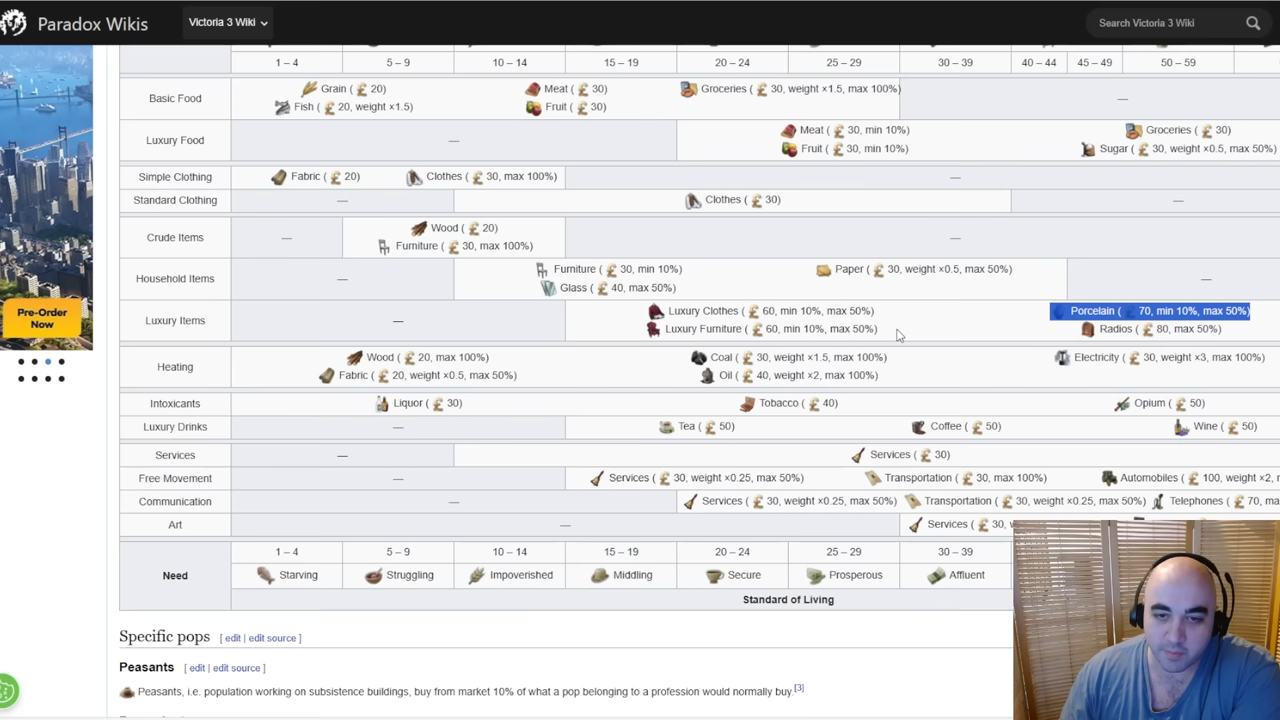 Paradox Wikis
Victoria 3 Wiki
Search Victoria 3 Wiki
1 – 4 5 – 9 10 – 14 15 – 19 20 – 24 25 – 29 30 – 39 40 – 44 45 – 49 50 – 59
Basic Food
Grain ( £ 20) Meat ( £ 30) Groceries ( £ 30, weight ×1.5, max 100%)
Fish ( £ 20, weight ×1.5) Fruit ( £ 30) —
Luxury Food
— Meat ( £ 30, min 10%) Groceries ( £ 30)
Fruit ( £ 30, min 10%) Sugar ( £ 30, weight ×0.5, max 50%)
Simple Clothing Fabric ( £ 20) Clothes ( £ 30, max 100%) —
Standard Clothing — Clothes ( £ 30) —
Crude Items
— Wood ( £ 20) —
Furniture ( £ 30, max 100%)
Household Items
— Furniture ( £ 30, min 10%) Paper ( £ 30, weight ×0.5, max 50%) —
Glass ( £ 40, max 50%)
Luxury Items
— Luxury Clothes ( £ 60, min 10%, max 50%) Porcelain ( £ 70, min 10%, max 50%)
Luxury Furniture ( £ 60, min 10%, max 50%) Radios ( £ 80, max 50%)
Heating
Wood ( £ 20, max 100%) Coal ( £ 30, weight ×1.5, max 100%) Electricity ( £ 30, weight ×3, max 100%)
Fabric ( £ 20, weight ×0.5, max 50%) Oil ( £ 40, weight ×2, max 100%)
Intoxicants Liquor ( £ 30) Tobacco ( £ 40) Opium ( £ 50)
Luxury Drinks — Tea ( £ 50) Coffee ( £ 50) Wine ( £ 50)
Services — Services ( £ 30)
Free Movement — Services ( £ 30, weight ×0.25, max 50%) Transportation ( £ 30, max 100%) Automobiles ( £ 100, weight ×2, m
Communication — Services ( £ 30, weight ×0.25, max 50%) Transportation ( £ 30, weight ×0.25, max 50%) Telephones ( £ 70, ma
Art — Services ( £ 30, w
Need
1 – 4 5 – 9 10 – 14 15 – 19 20 – 24 25 – 29 30 – 39
Starving Struggling Impoverished Middling Secure Prosperous Affluent
Standard of Living
Pre-Order
Now
Specific pops [ edit | edit source ]
Peasants [ edit | edit source ]
Peasants, i.e. population working on subsistence buildings, buy from market 10% of what a pop belonging to a profession would normally buy.[3]